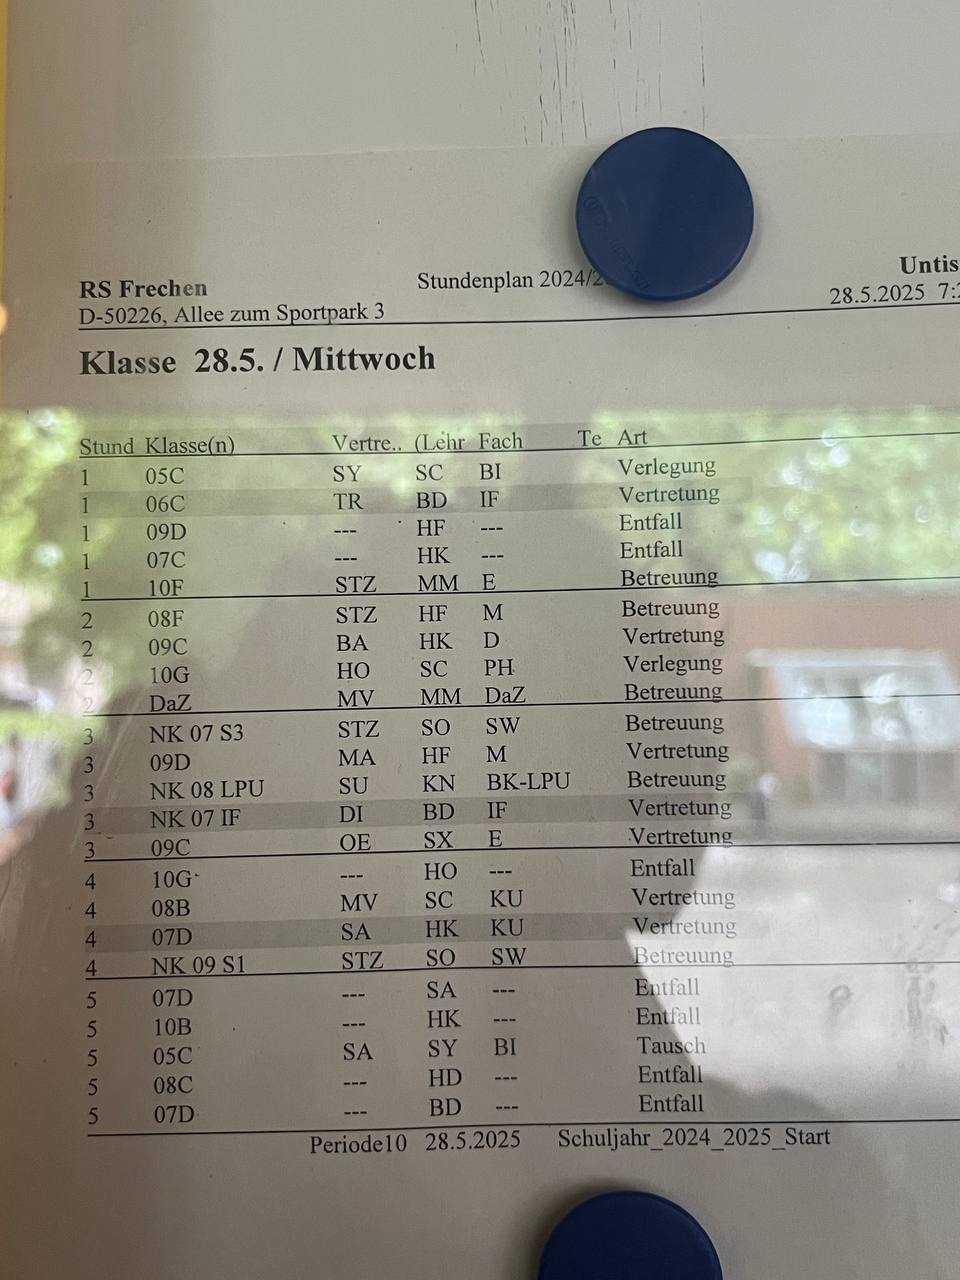 RS Frechen Stundenplan 2024/2 Untis
D-50226, Allee zum Sportpark 3 28.5.2025 7:2
Klasse 28.5. / Mittwoch
Stund Klasse(n) Vertre.. (Lehr Fach Te Art
1 05C SY SC BI Verlegung
1 06C TR BD IF Vertretung
1 09D --- HF --- Entfall
1 07C --- HK --- Entfall
1 10F STZ MM E Betreuung
2 08F STZ HF M Betreuung
2 09C BA HK D Vertretung
2 10G HO SC PH Verlegung
2 DaZ MV MM DaZ Betreuung
3 NK 07 S3 STZ SO SW Betreuung
3 09D MA HF M Vertretung
3 NK 08 LPU SU KN BK-LPU Betreuung
3 NK 07 IF DI BD IF Vertretung
3 09C OE SX E Vertretung
4 10G --- HO --- Entfall
4 08B MV SC KU Vertretung
4 07D SA HK KU Vertretung
4 NK 09 S1 STZ SO SW Betreuung
5 07D --- SA --- Entfall
5 10B --- HK --- Entfall
5 05C SA SY BI Tausch
5 08C --- HD --- Entfall
5 07D --- BD --- Entfall
Periode10 28.5.2025 Schuljahr_2024_2025_Start